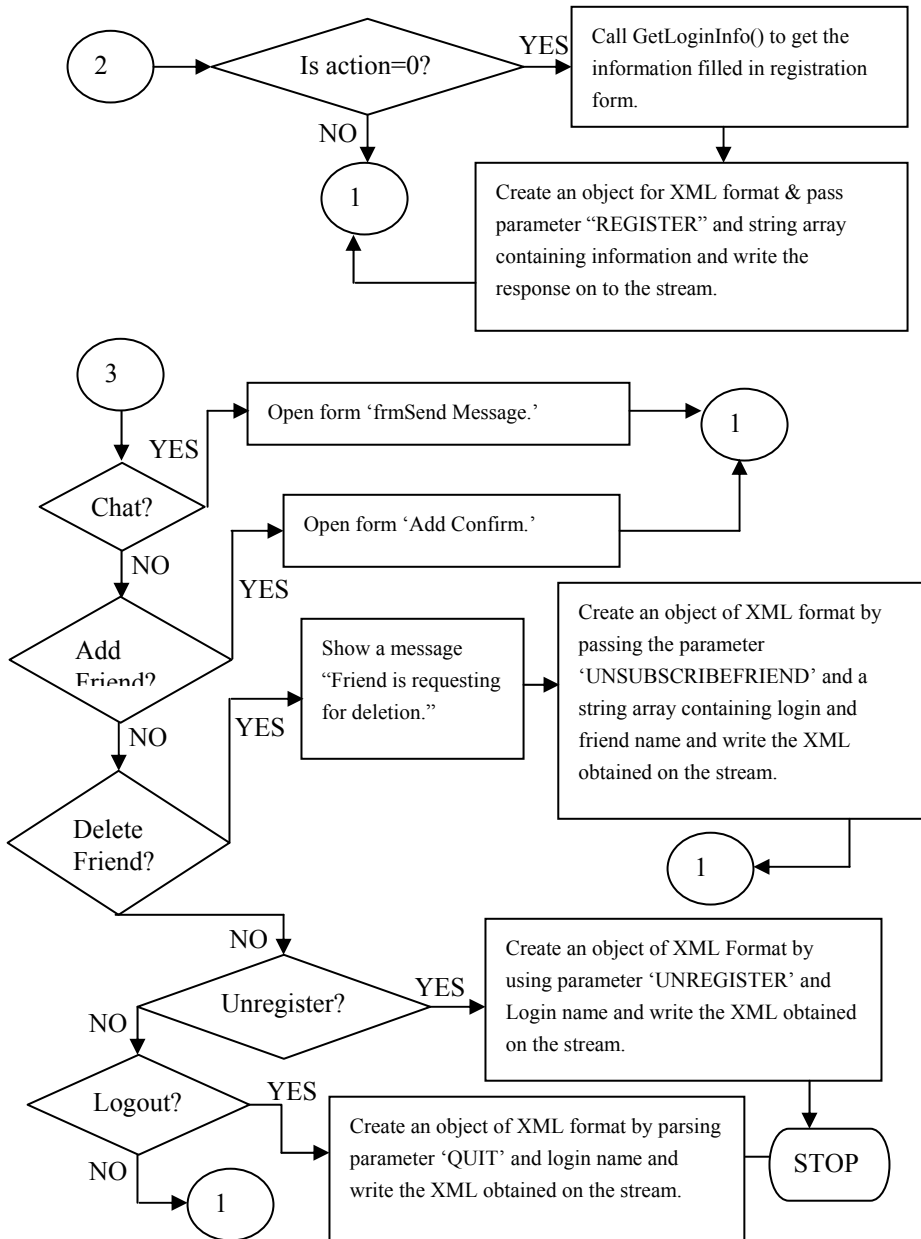 2
Is action=0?
YES
Call GetLoginInfo() to get the
information filled in registration
form.
NO
1
Create an object for XML format & pass
parameter “REGISTER” and string array
containing information and write the
response on to the stream.
3
YES
Open form ‘frmSend Message.’
1
Chat?
Open form ‘Add Confirm.’
NO
YES
Add
Friend?
Show a message
“Friend is requesting
for deletion.”
Create an object of XML format by
passing the parameter
‘UNSUBSCRIBEFRIEND’ and a
string array containing login and
friend name and write the XML
obtained on the stream.
NO
YES
Delete
Friend?
1
NO
Unregister?
YES
Create an object of XML Format by
using parameter ‘UNREGISTER’ and
Login name and write the XML obtained
on the stream.
NO
Logout?
YES
Create an object of XML format by parsing
parameter ‘QUIT’ and login name and
write the XML obtained on the stream.
STOP
NO
1